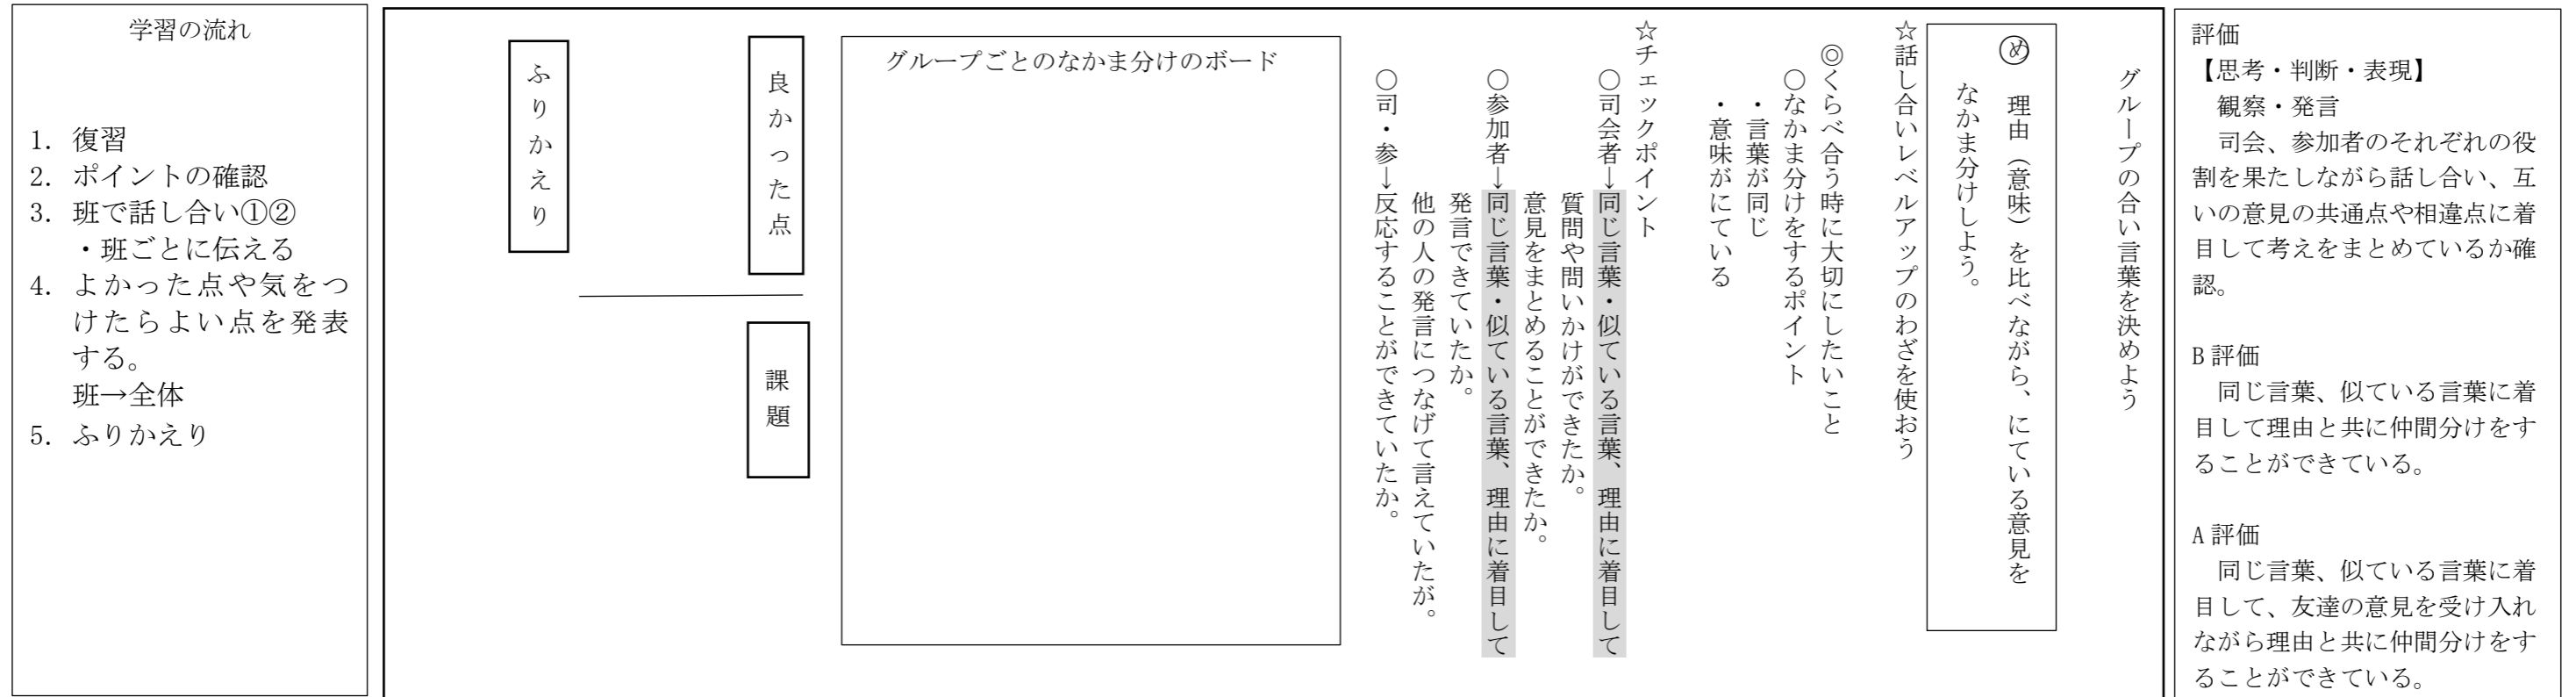 学習の流れ
1. 復習
2. ポイントの確認
3. 班で話し合い①②
・班ごとに伝える
4. よかった点や気をつ
けたらよい点を発表
する。
班→全体
5. ふりかえり
グループの合い言葉を決めよう
め 理由（意味）を比べながら、にている意見を
なかま分けしよう。
☆話し合いレベルアップのわざを使おう
◎くらべ合う時に大切にしたいこと
○なかま分けをするポイント
・言葉が同じ
・意味がにている
☆チェックポイント
○司会者→同じ言葉・似ている言葉、理由に着目して
質問や問いかけができたか。
意見をまとめることができたか。
○参加者→同じ言葉・似ている言葉、理由に着目して
発言できていたか。
他の人の発言につなげて言えていたが。
○司・参→反応することができていたか。
グループごとのなかま分けのボード
良かった点
課題
ふりかえり
評価
【思考・判断・表現】
観察・発言
司会、参加者のそれぞれの役
割を果たしながら話し合い、互
いの意見の共通点や相違点に着
目して考えをまとめているか確
認。
B評価
同じ言葉、似ている言葉に着
目して理由と共に仲間分けをす
ることができている。
A評価
同じ言葉、似ている言葉に着
目して、友達の意見を受け入れ
ながら理由と共に仲間分けをす
ることができている。